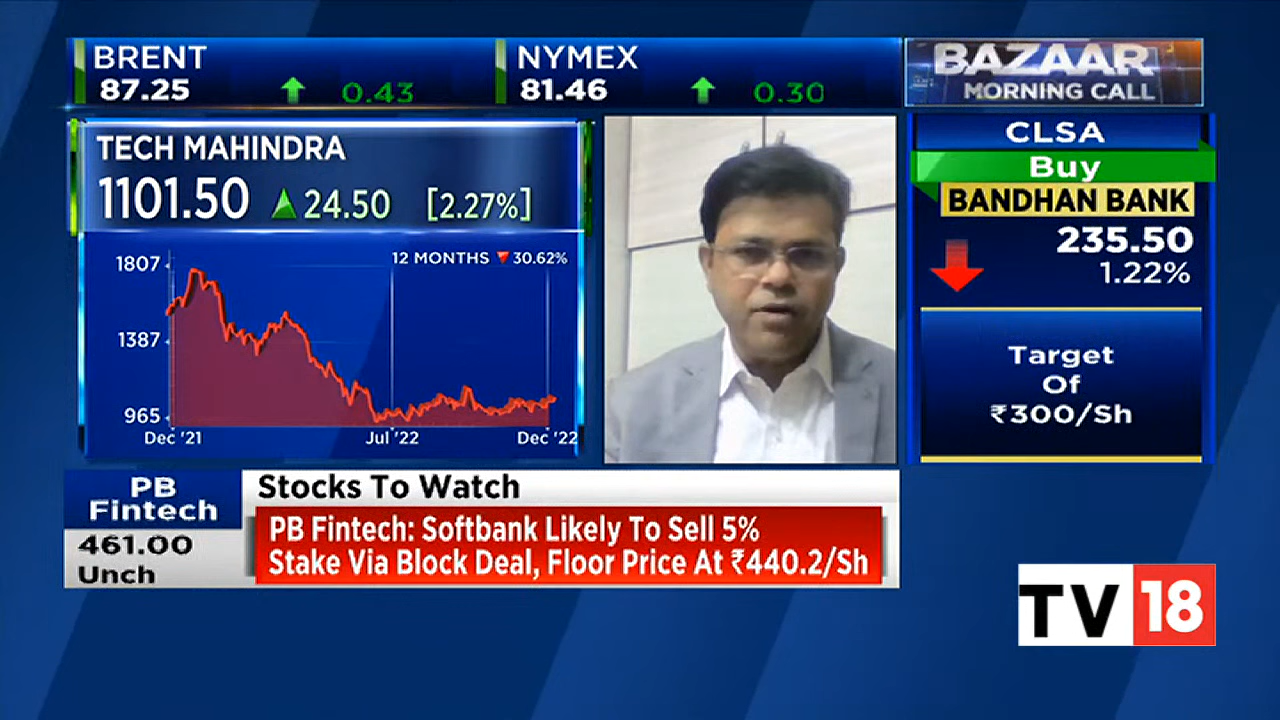 BRENT
87.25 0.43
NYMEX
81.46 0.30
BAZAAR
MORNING CALL
TECH MAHINDRA
1101.50 24.50 [2.27%]
12 MONTHS 30.62%
1807
1387
965
Dec '21 Jul '22 Dec '22
CLSA
Buy
BANDHAN BANK
235.50
1.22%
Target
Of
₹300/Sh
PB
Fintech
461.00
Unch
Stocks To Watch
PB Fintech: Softbank Likely To Sell 5%
Stake Via Block Deal, Floor Price At ₹440.2/Sh
TV18